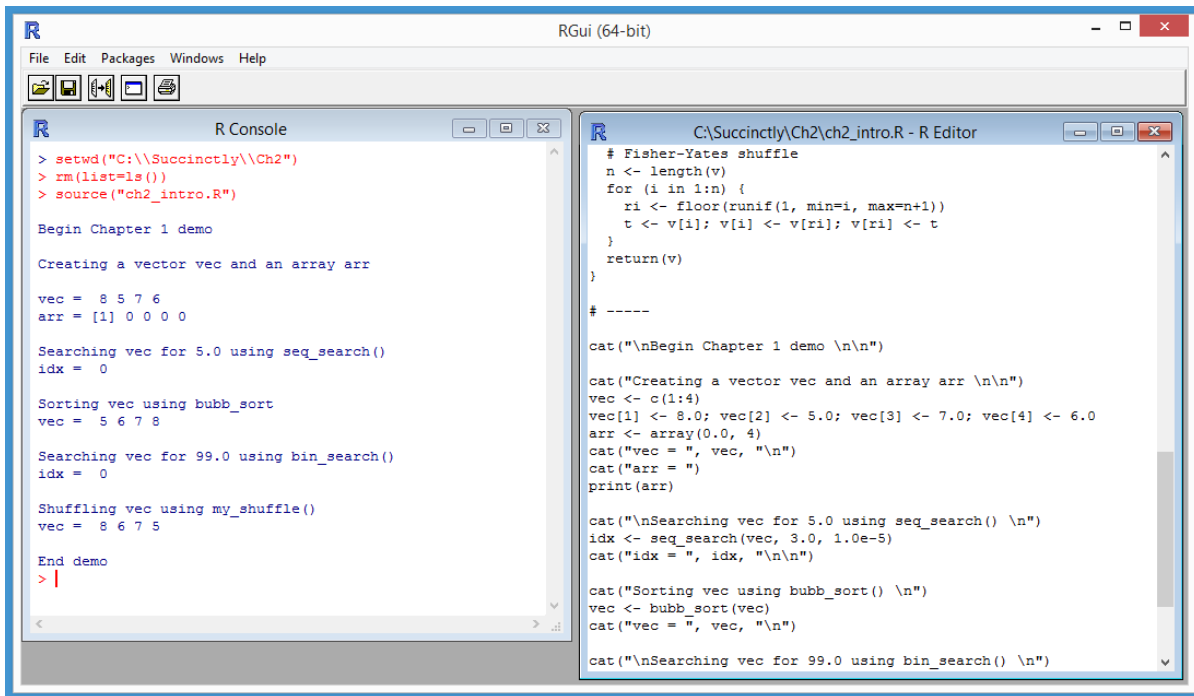 RGui (64-bit)
File Edit Packages Windows Help
R Console
> setwd("C:\\Succinctly\\Ch2")
> rm(list=ls())
> source("ch2_intro.R")
Begin Chapter 1 demo
Creating a vector vec and an array arr
vec =  8 5 7 6
arr = [1] 0 0 0 0
Searching vec for 5.0 using seq_search()
idx =  0
Sorting vec using bubb_sort
vec =  5 6 7 8
Searching vec for 99.0 using bin_search()
idx =  0
Shuffling vec using my_shuffle()
vec =  8 6 7 5
End demo
>
C:\Succinctly\Ch2\ch2_intro.R - R Editor
  # Fisher-Yates shuffle
  n <- length(v)
  for (i in 1:n) {
    ri <- floor(runif(1, min=i, max=n+1))
    t <- v[i]; v[i] <- v[ri]; v[ri] <- t
  }
  return(v)
}
# -----
cat("\nBegin Chapter 1 demo \n\n")
cat("Creating a vector vec and an array arr \n\n")
vec <- c(1:4)
vec[1] <- 8.0; vec[2] <- 5.0; vec[3] <- 7.0; vec[4] <- 6.0
arr <- array(0.0, 4)
cat("vec = ", vec, "\n")
cat("arr = ")
print(arr)
cat("\nSearching vec for 5.0 using seq_search() \n")
idx <- seq_search(vec, 3.0, 1.0e-5)
cat("idx = ", idx, "\n\n")
cat("Sorting vec using bubb_sort() \n")
vec <- bubb_sort(vec)
cat("vec = ", vec, "\n")
cat("\nSearching vec for 99.0 using bin_search() \n")